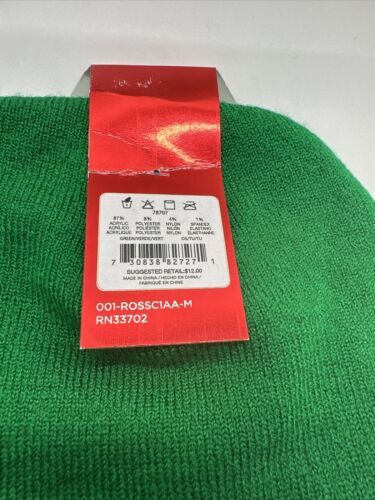 78707
87% 8% 4% 1%
ACRYLIC POLYESTER NYLON SPANDEX
ACRÍLICO POLIÉSTER NILÓN ELASTANO
ACRYLIQUE POLYESTER NYLON ÉLASTHANNE
GREEN/VERDE/VERT OS/TU/TU
7 30838 82727 1
SUGGESTED RETAIL:$12.00
MADE IN CHINA / HECHO EN CHINA /
FABRIQUÉ EN CHINE
001-ROSSC1AA-M
RN33702